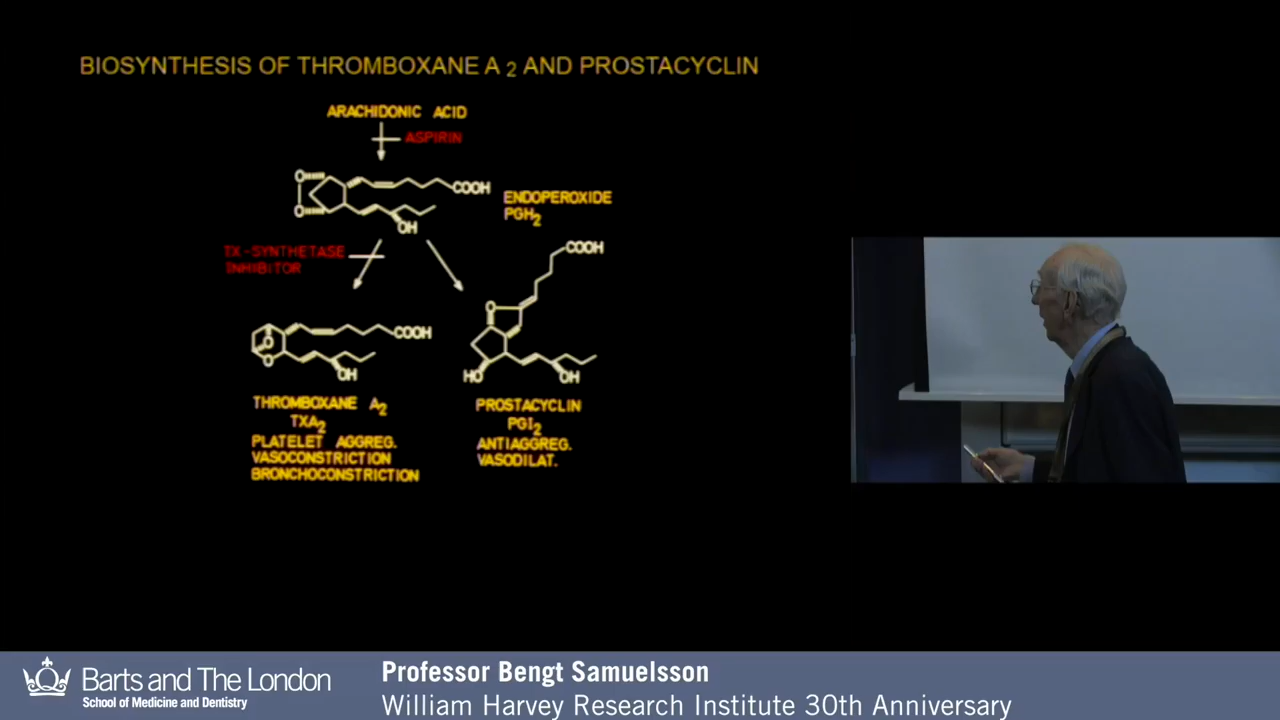 BIOSYNTHESIS OF THROMBOXANE A 2 AND PROSTACYCLIN
ARACHIDONIC ACID
ASPIRIN
O
O
COOH
OH
ENDOPEROXIDE
PGH2
TX-SYNTHETASE
INHIBITOR
COOH
O
O
COOH
OH
O
HO
OH
THROMBOXANE A2
TXA2
PLATELET AGGREG.
VASOCONSTRICTION
BRONCHOCONSTRICTION
PROSTACYCLIN
PGI2
ANTIAGGREG.
VASODILAT.
Barts and The London
School of Medicine and Dentistry
Professor Bengt Samuelsson
William Harvey Research Institute 30th Anniversary